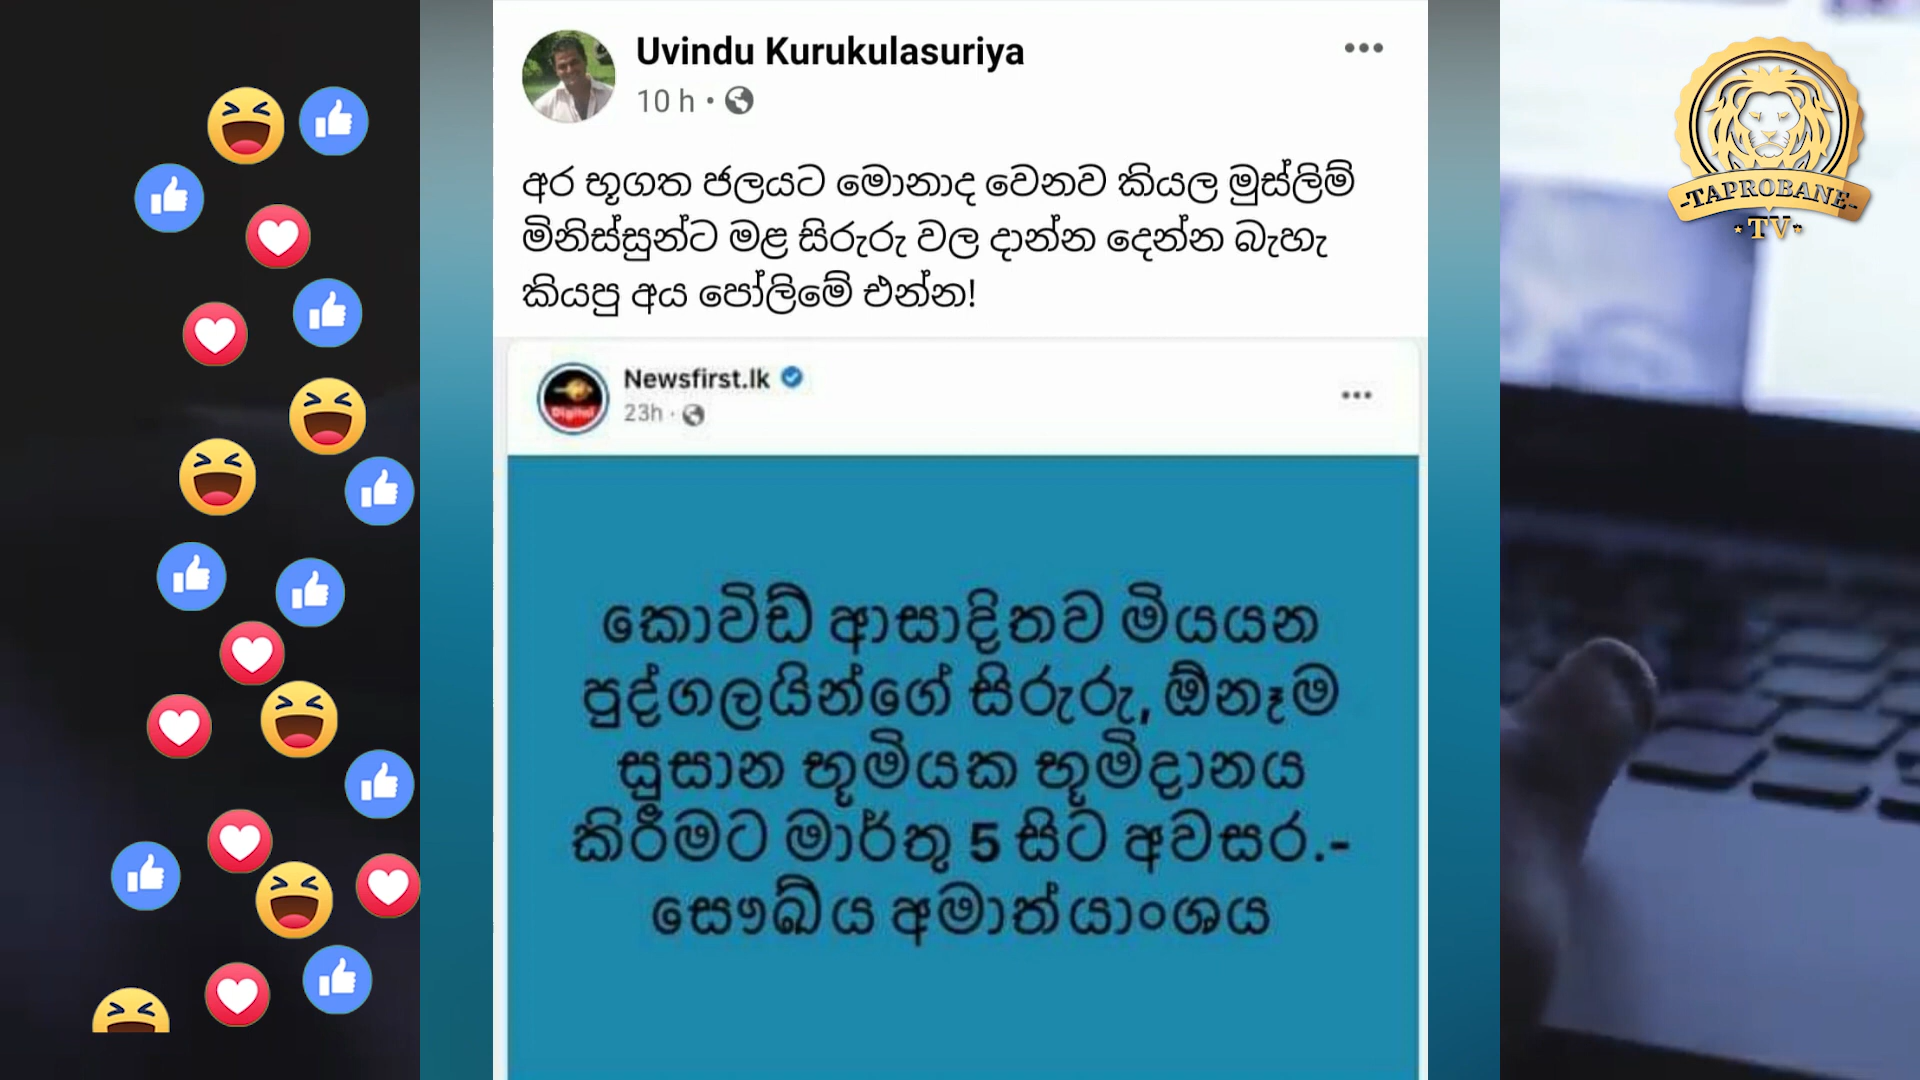 Uvindu Kurukulasuriya
10 h ·
අර භූගත ජලයට මොනාද වෙනව කියල මුස්ලිම්
මිනිස්සුන්ට මළ සිරුරු වල දාන්න දෙන්න බැහැ
කියපු අය පෝලිමේ එන්න!
Newsfirst.lk
23h ·
Digital
කොවිඩ් ආසාදිතව මියයන
පුද්ගලයින්ගේ සිරුරු, ඕනෑම
සුසාන භූමියක භූමිදානය
කිරීමට මාර්තු 5 සිට අවසර.-
සෞඛ්ය අමාත්යාංශය
-TAPROBANE-
TV